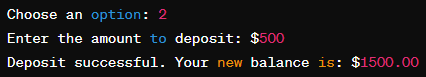 Choose an option: 2
Enter the amount to deposit: $500
Deposit successful. Your new balance is: $1500.00